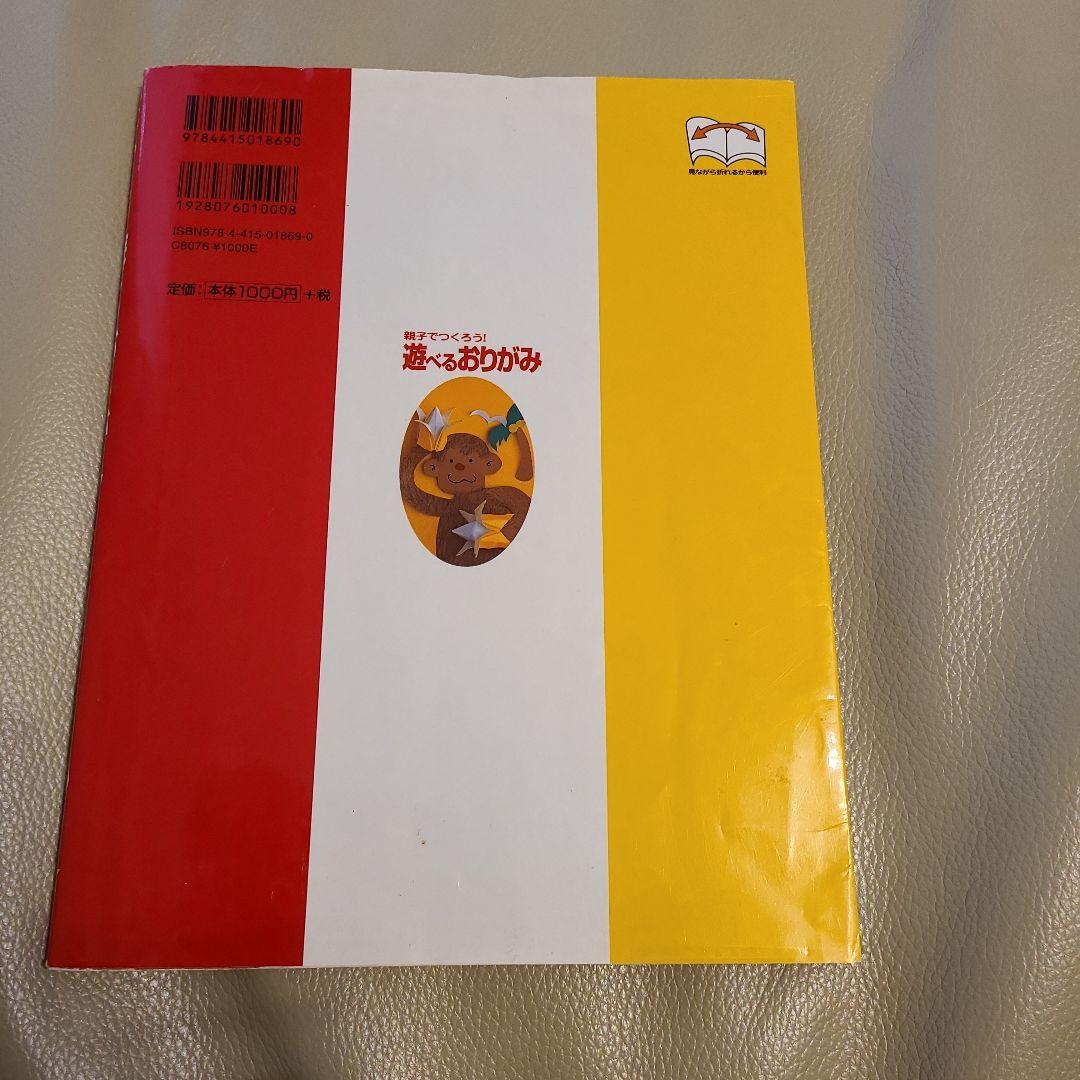 9784415018690
1928076010008
ISBN978-4-415-01869-0
C8076 ¥1000E
定価：本体1000円＋税
見ながら折れるから便利
親子でつくろう！
遊べるおりがみ